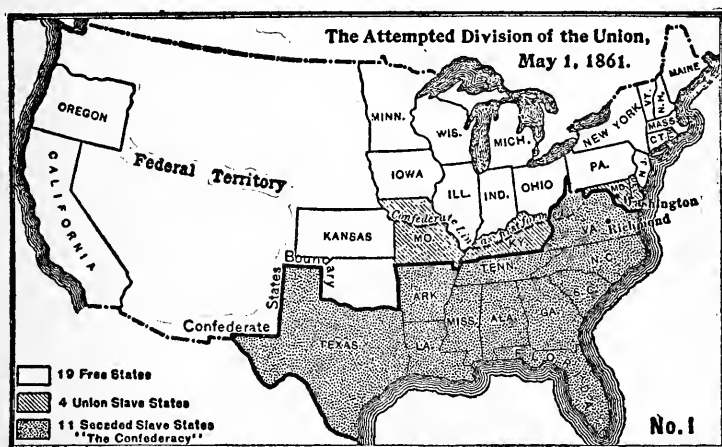 The Attempted Division of the Union,
May 1, 1861.
OREGON
CALIFORNIA
Federal Territory
MINN.
WIS.
MICH.
IOWA
ILL.
IND.
OHIO
PA.
NEW YORK
VT.
N.H.
MAINE
MASS
CT.
N.J.
MD.
Washington
Richmond
KANSAS
MO.
Confederate
KY.
VA.
TENN.
N.C.
S.C.
ARK
MISS.
ALA.
GA.
LA.
FLORIDA
TEXAS
Confederate States Boundary
19 Free States
4 Union Slave States
11 Seceded Slave States
"The Confederacy"
No.1